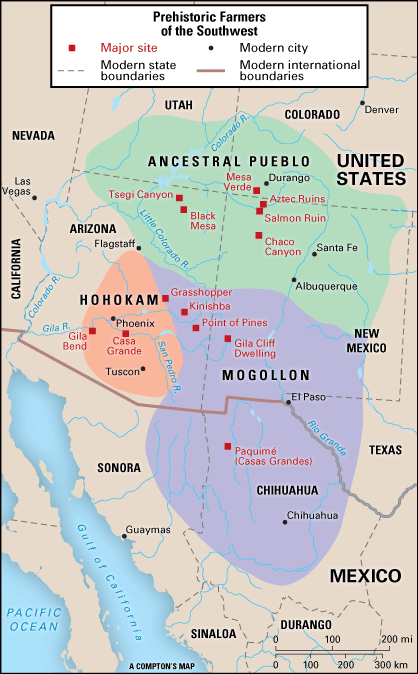 Prehistoric Farmers
of the Southwest
Major site
Modern city
Modern state
boundaries
Modern international
boundaries
UTAH
COLORADO
Denver
NEVADA
Colorado R.
ANCESTRAL PUEBLO
UNITED
STATES
Mesa
Verde
Durango
Las
Vegas
Tsegi Canyon
Aztec Ruins
Black
Mesa
Salmon Ruin
Little Colorado R.
ARIZONA
Chaco
Canyon
Flagstaff
Santa Fe
CALIFORNIA
Colorado R.
Albuquerque
HOHOKAM
Grasshopper
Kinishba
Gila R.
Phoenix
Point of Pines
Gila
Bend
Casa
Grande
San Pedro R.
Gila Cliff
Dwelling
NEW
MEXICO
Tuscon
MOGOLLON
El Paso
Rio Grande
TEXAS
SONORA
Paquimé
(Casas Grandes)
CHIHUAHUA
Guaymas
Chihuahua
Gulf of California
MEXICO
PACIFIC
OCEAN
SINALOA
DURANGO
0 100 200 mi
0 100 200 300 km
A COMPTON'S MAP